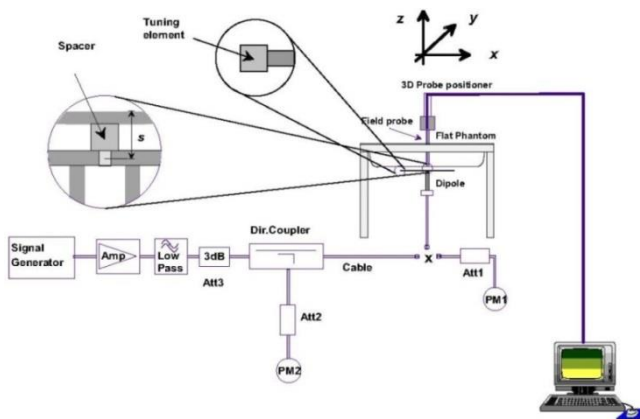 Tuning
element
Spacer
s
z
y
x
3D Probe positioner
Field probe
Flat Phantom
Dipole
Signal
Generator
Amp
Low
Pass
3dB
Att3
Dir.Coupler
Cable
x
Att1
PM1
Att2
PM2